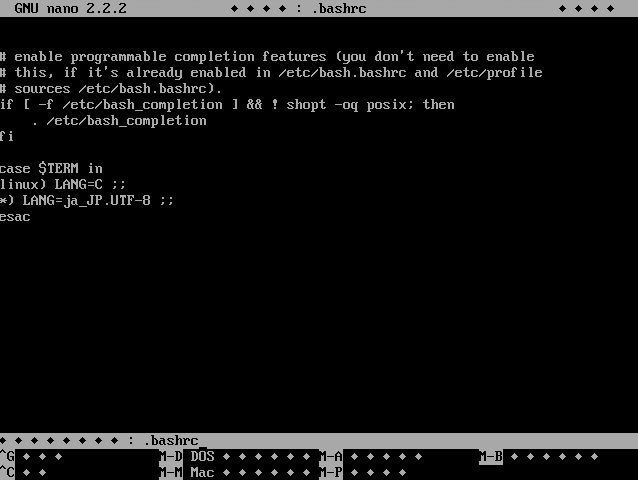 GNU nano 2.2.2 ◆ ◆ ◆ ◆ : .bashrc ◆ ◆ ◆ ◆
# enable programmable completion features (you don't need to enable
# this, if it's already enabled in /etc/bash.bashrc and /etc/profile
# sources /etc/bash.bashrc).
if [ -f /etc/bash_completion ] && ! shopt -oq posix; then
    . /etc/bash_completion
fi
case $TERM in
linux) LANG=C ;;
*) LANG=ja_JP.UTF-8 ;;
esac
◆ ◆ ◆ ◆ ◆ ◆ ◆ ◆ : .bashrc_
^G ◆ ◆ ◆ M-D DOS ◆ ◆ ◆ ◆ ◆ ◆ M-A ◆ ◆ ◆ ◆ ◆ M-B ◆ ◆ ◆ ◆ ◆ ◆
^C ◆ ◆ M-M Mac ◆ ◆ ◆ ◆ ◆ ◆ M-P ◆ ◆ ◆ ◆